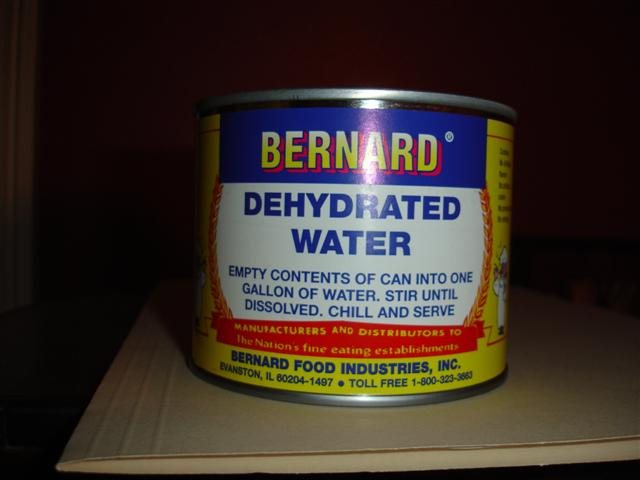 BERNARD®
DEHYDRATED
WATER
EMPTY CONTENTS OF CAN INTO ONE
GALLON OF WATER. STIR UNTIL
DISSOLVED. CHILL AND SERVE
MANUFACTURERS AND DISTRIBUTORS TO
The Nation's fine eating establishments
BERNARD FOOD INDUSTRIES, INC.
EVANSTON, IL 60204-1497 • TOLL FREE 1-800-323-3663